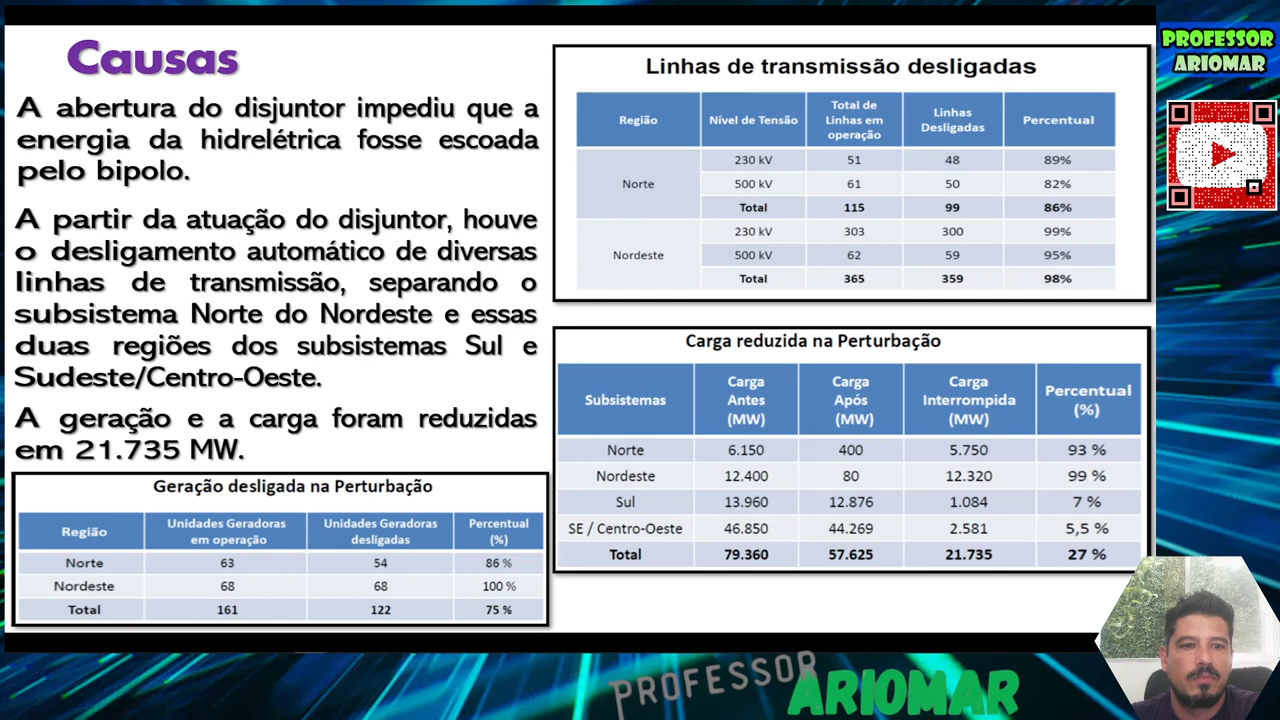 Causas
A abertura do disjuntor impediu que a
energia da hidrelétrica fosse escoada
pelo bipolo.
A partir da atuação do disjuntor, houve
o desligamento automático de diversas
linhas de transmissão, separando o
subsistema Norte do Nordeste e essas
duas regiões dos subsistemas Sul e
Sudeste/Centro-Oeste.
A geração e a carga foram reduzidas
em 21.735 MW.
Geração desligada na Perturbação
Região Unidades Geradoras em operação Unidades Geradoras desligadas Percentual (%)
Norte 63 54 86 %
Nordeste 68 68 100 %
Total 161 122 75 %
Linhas de transmissão desligadas
Região Nível de Tensão Total de Linhas em operação Linhas Desligadas Percentual
Norte
230 kV 51 48 89%
500 kV 61 50 82%
Total 115 99 86%
Nordeste
230 kV 303 300 99%
500 kV 62 59 95%
Total 365 359 98%
Carga reduzida na Perturbação
Subsistemas Carga Antes (MW) Carga Após (MW) Carga Interrompida (MW) Percentual (%)
Norte 6.150 400 5.750 93 %
Nordeste 12.400 80 12.320 99 %
Sul 13.960 12.876 1.084 7 %
SE / Centro-Oeste 46.850 44.269 2.581 5,5 %
Total 79.360 57.625 21.735 27 %
PROFESSOR
ARIOMAR
PROFESSOR
ARIOMAR